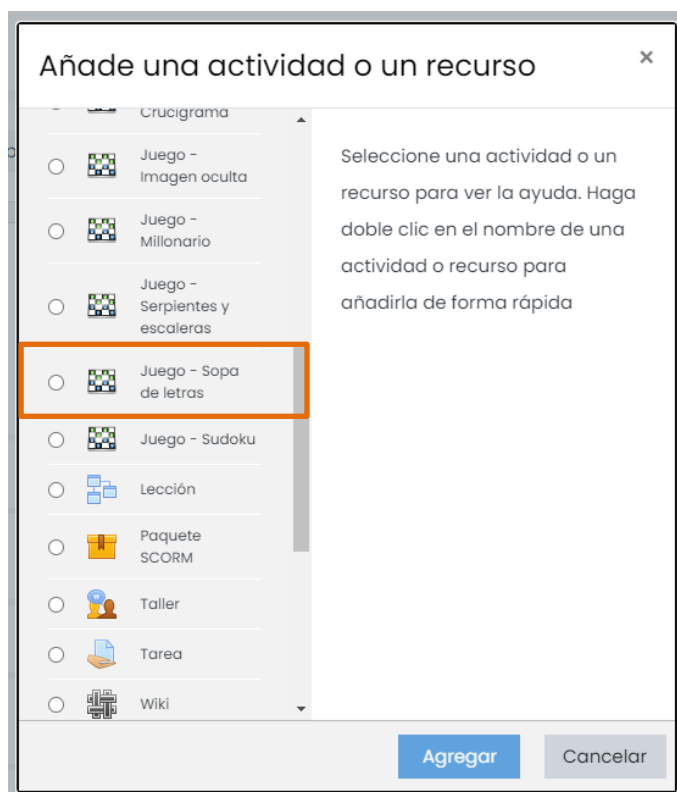 Añade una actividad o un recurso
×
Crucigrama
Juego -
Imagen oculta
Juego -
Millonario
Juego -
Serpientes y
escaleras
Juego - Sopa
de letras
Juego - Sudoku
Lección
Paquete
SCORM
Taller
Tarea
Wiki
Seleccione una actividad o un
recurso para ver la ayuda. Haga
doble clic en el nombre de una
actividad o recurso para
añadirla de forma rápida
Agregar
Cancelar